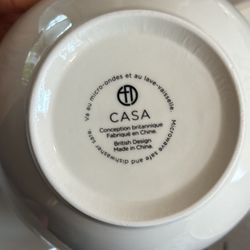 Va au micro-ondes et au lave-vaisselle.
CASA
Conception britannique
Fabriqué en Chine.
British Design
Made in China.
Microwave safe and dishwasher safe.